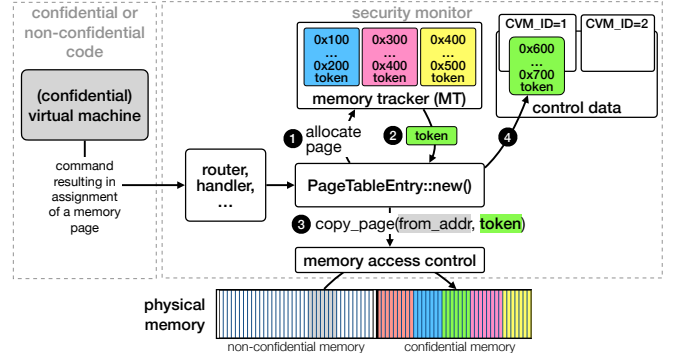 confidential or
non-confidential
code
security monitor
CVM_ID=1
CVM_ID=2
0x100
...
0x200
token
0x300
...
0x400
token
0x400
...
0x500
token
0x600
...
0x700
token
memory tracker (MT)
control data
(confidential)
virtual machine
1 allocate
page
2 token
4
command
resulting in
assignment
of a memory
page
router,
handler,
...
PageTableEntry::new()
3 copy_page(from_addr, token)
memory access control
physical
memory
non-confidential memory
confidential memory